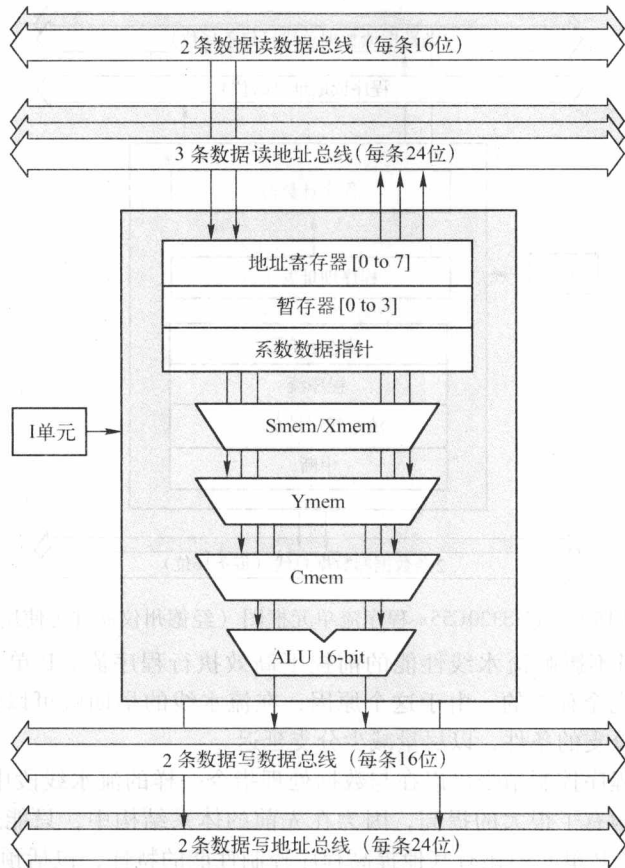 2 条数据读数据总线 (每条16位)
3 条数据读地址总线(每条24位)
地址寄存器 [0 to 7]
暂存器 [0 to 3]
系数数据指针
I单元
Smem/Xmem
Ymem
Cmem
ALU 16-bit
2 条数据写数据总线 (每条16位)
2条数据写地址总线(每条24位)